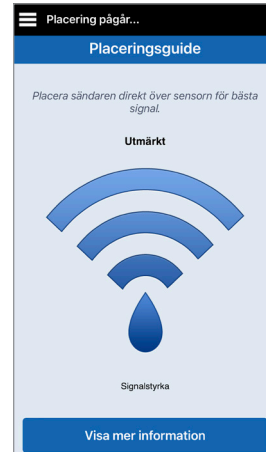 Placering pågår...
Placeringsguide
Placera sändaren direkt över sensorn för bästa
signal.
Utmärkt
Signalstyrka
Visa mer information